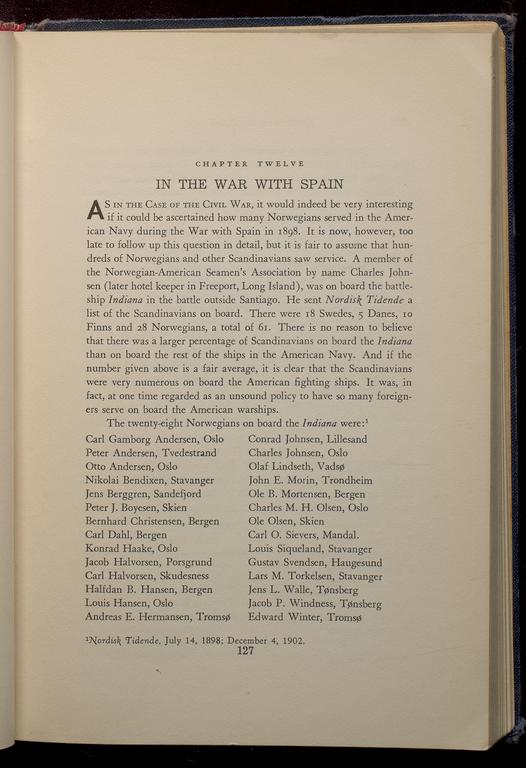 CHAPTER TWELVE
IN THE WAR WITH SPAIN
AS IN THE CASE OF THE CIVIL WAR, it would indeed be very interesting
if it could be ascertained how many Norwegians served in the Amer-
ican Navy during the War with Spain in 1898. It is now, however, too
late to follow up this question in detail, but it is fair to assume that hun-
dreds of Norwegians and other Scandinavians saw service. A member of
the Norwegian-American Seamen's Association by name Charles John-
sen (later hotel keeper in Freeport, Long Island), was on board the battle-
ship Indiana in the battle outside Santiago. He sent Nordisk Tidende a
list of the Scandinavians on board. There were 18 Swedes, 5 Danes, 10
Finns and 28 Norwegians, a total of 61. There is no reason to believe
that there was a larger percentage of Scandinavians on board the Indiana
than on board the rest of the ships in the American Navy. And if the
number given above is a fair average, it is clear that the Scandinavians
were very numerous on board the American fighting ships. It was, in
fact, at one time regarded as an unsound policy to have so many foreign-
ers serve on board the American warships.
The twenty-eight Norwegians on board the Indiana were:¹
Carl Gamborg Andersen, Oslo
Peter Andersen, Tvedestrand
Otto Andersen, Oslo
Nikolai Bendixen, Stavanger
Jens Berggren, Sandefjord
Peter J. Boyesen, Skien
Bernhard Christensen, Bergen
Carl Dahl, Bergen
Konrad Haake, Oslo
Jacob Halvorsen, Porsgrund
Carl Halvorsen, Skudesness
Halfdan B. Hansen, Bergen
Louis Hansen, Oslo
Andreas E. Hermansen, Tromsø
Conrad Johnsen, Lillesand
Charles Johnsen, Oslo
Olaf Lindseth, Vadsø
John E. Morin, Trondheim
Ole B. Mortensen, Bergen
Charles M. H. Olsen, Oslo
Ole Olsen, Skien
Carl O. Sievers, Mandal.
Louis Siqueland, Stavanger
Gustav Svendsen, Haugesund
Lars M. Torkelsen, Stavanger
Jens L. Walle, Tønsberg
Jacob P. Windness, Tønsberg
Edward Winter, Tromsø
¹Nordisk Tidende, July 14, 1898; December 4, 1902.
127